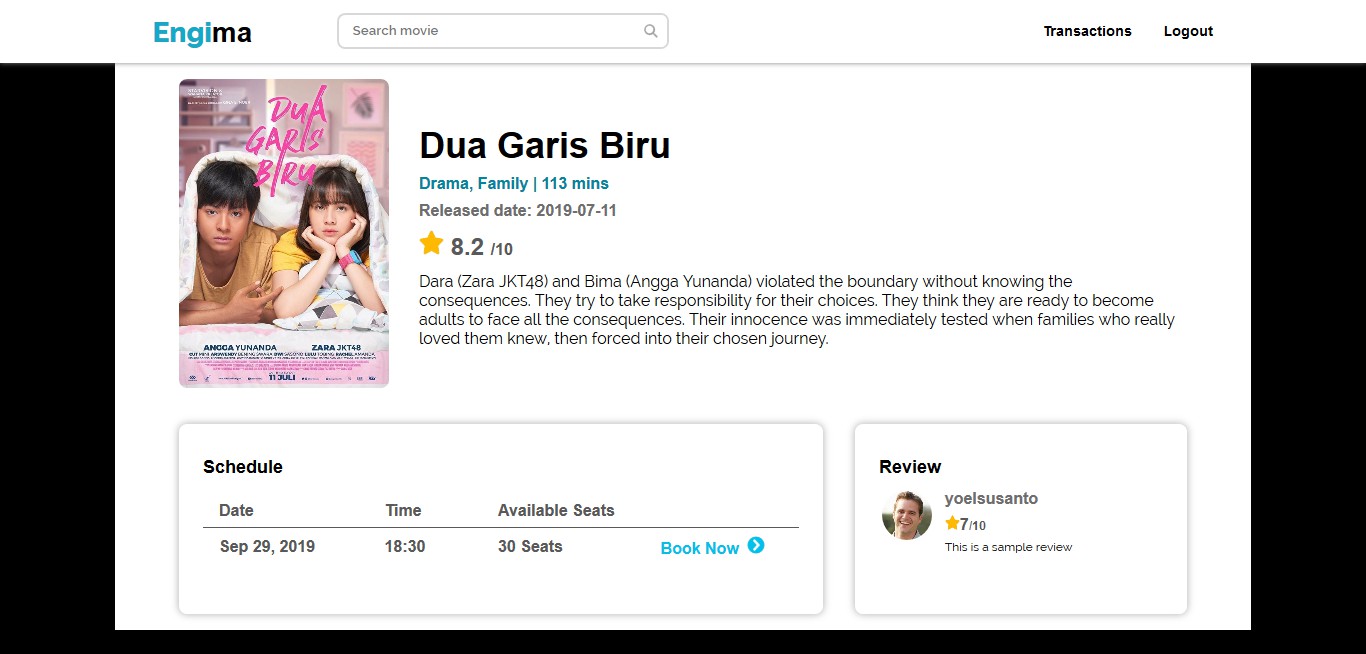 Engima
Search movie
Transactions
Logout
DUA
GARIS
BIRU
ANGGA YUNANDA ZARA JKT48
11 JULI
Dua Garis Biru
Drama, Family | 113 mins
Released date: 2019-07-11
8.2 /10
Dara (Zara JKT48) and Bima (Angga Yunanda) violated the boundary without knowing the
consequences. They try to take responsibility for their choices. They think they are ready to become
adults to face all the consequences. Their innocence was immediately tested when families who really
loved them knew, then forced into their chosen journey.
Schedule
Date Time Available Seats
Sep 29, 2019 18:30 30 Seats Book Now
Review
yoelsusanto
7/10
This is a sample review